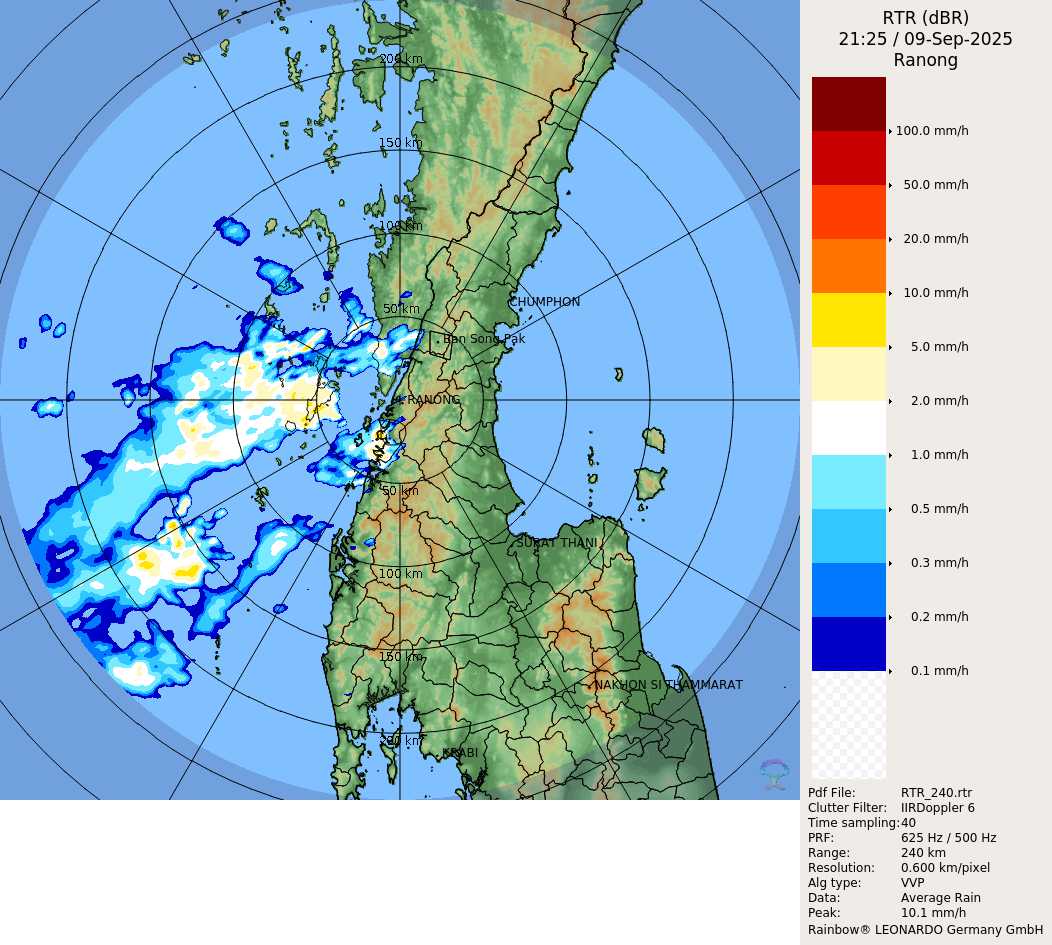 RTR (dBR)
21:25 / 09-Sep-2025
Ranong
200 km
150 km
100 km
50 km
CHUMPHON
Ban Song Pak
RANONG
50 km
SURAT THANI
100 km
150 km
NAKHON SI THAMMARAT
200 km
KRABI
100.0 mm/h
50.0 mm/h
20.0 mm/h
10.0 mm/h
5.0 mm/h
2.0 mm/h
1.0 mm/h
0.5 mm/h
0.3 mm/h
0.2 mm/h
0.1 mm/h
Pdf File: RTR_240.rtr
Clutter Filter: IIRDoppler 6
Time sampling: 40
PRF: 625 Hz / 500 Hz
Range: 240 km
Resolution: 0.600 km/pixel
Alg type: VVP
Data: Average Rain
Peak: 10.1 mm/h
Rainbow® LEONARDO Germany GmbH